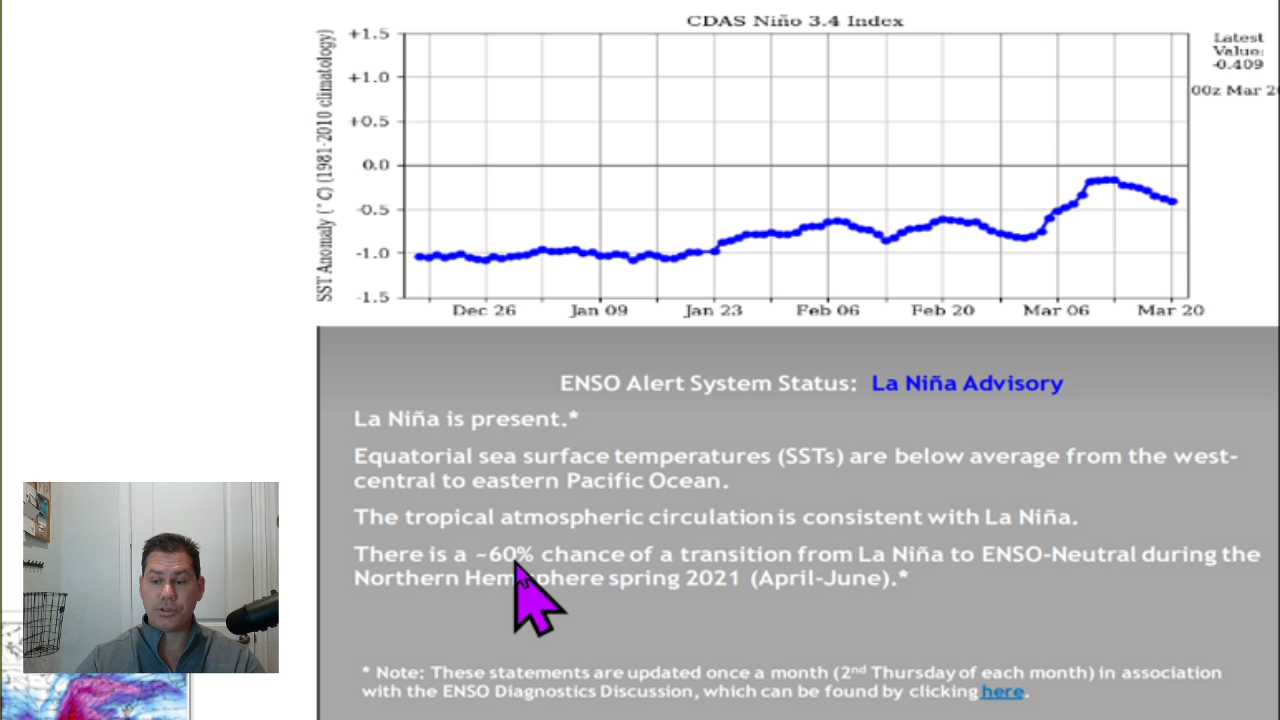 CDAS Niño 3.4 Index
SST Anomaly (°C) (1981-2010 climatology)
+1.5
+1.0
+0.5
0.0
-0.5
-1.0
-1.5
Dec 26 Jan 09 Jan 23 Feb 06 Feb 20 Mar 06 Mar 20
Latest
Value:
-0.409
00z Mar 2
ENSO Alert System Status: La Niña Advisory
La Niña is present.*
Equatorial sea surface temperatures (SSTs) are below average from the west-
central to eastern Pacific Ocean.
The tropical atmospheric circulation is consistent with La Niña.
There is a ~60% chance of a transition from La Niña to ENSO-Neutral during the
Northern Hemisphere spring 2021 (April-June).*
* Note: These statements are updated once a month (2nd Thursday of each month) in association
with the ENSO Diagnostics Discussion, which can be found by clicking here.